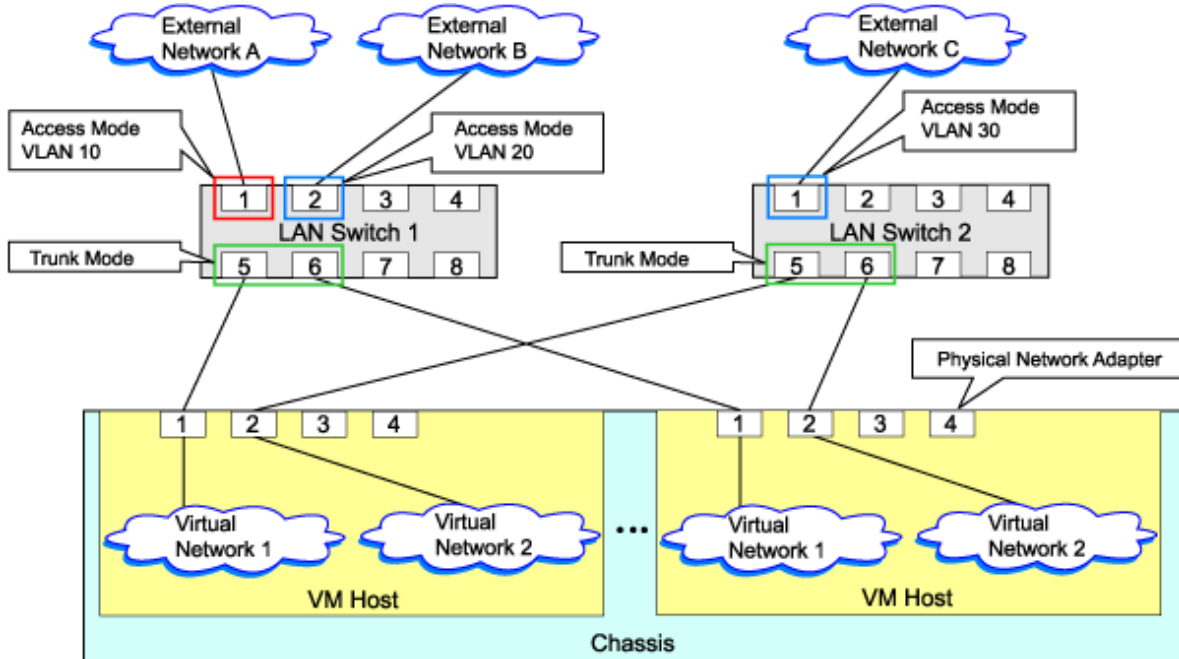 External
Network A
External
Network B
External
Network C
Access Mode
VLAN 10
Access Mode
VLAN 20
Access Mode
VLAN 30
1 2 3 4
LAN Switch 1
5 6 7 8
1 2 3 4
LAN Switch 2
5 6 7 8
Trunk Mode
Trunk Mode
Physical Network Adapter
1 2 3 4
1 2 3 4
Virtual
Network 1
Virtual
Network 2
...
Virtual
Network 1
Virtual
Network 2
VM Host
VM Host
Chassis